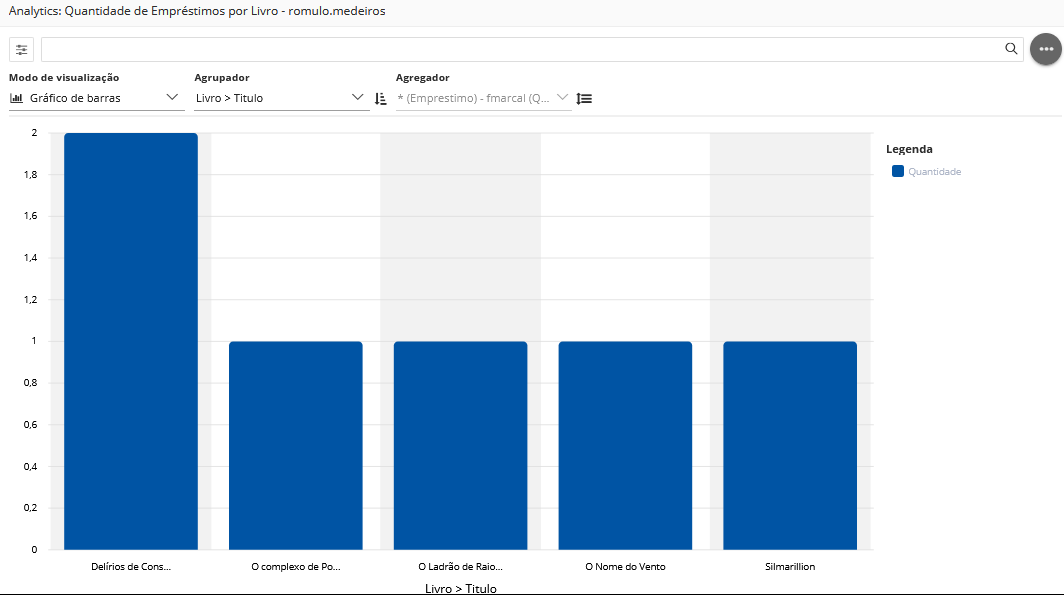 Analytics: Quantidade de Empréstimos por Livro - romulo.medeiros
Modo de visualização
Agrupador
Agregador
Gráfico de barras
Livro > Titulo
* (Emprestimo) - fmarcal (Q...
2
1,8
1,6
1,4
1,2
1
0,8
0,6
0,4
0,2
0
Legenda
Quantidade
Delírios de Cons...
O complexo de Po...
O Ladrão de Raio...
O Nome do Vento
Silmarillion
Livro > Titulo